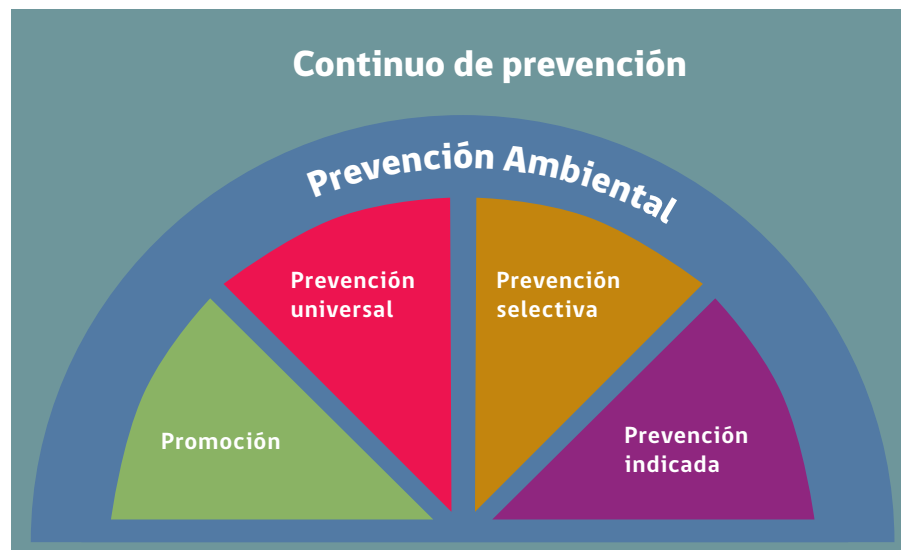 Continuo de prevención
Prevención Ambiental
Prevención
universal
Prevención
selectiva
Promoción
Prevención
indicada